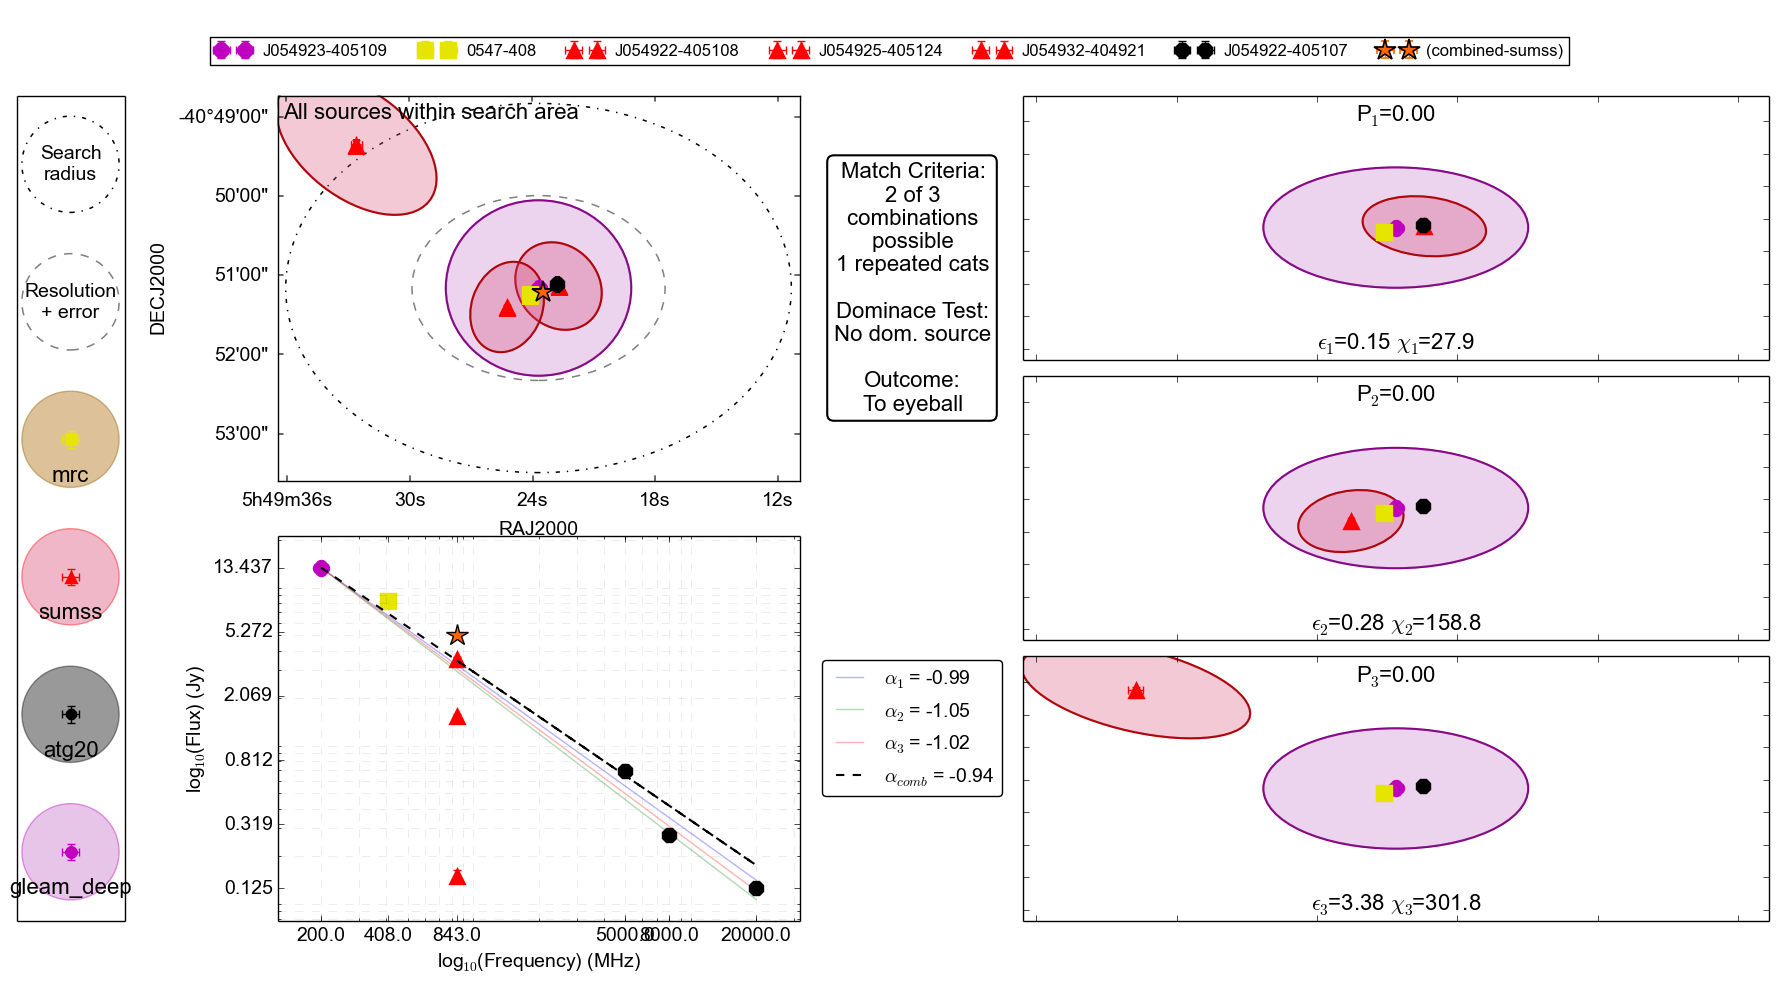 J054923-405109 0547-408 J054922-405108 J054925-405124 J054932-404921 J054922-405107 (combined-sumss)
Search
radius
Resolution
+ error
mrc
sumss
atg20
gleam_deep
All sources within search area
-40°49'00"
50'00"
51'00"
52'00"
53'00"
DECJ2000
5h49m36s 30s 24s 18s 12s
RAJ2000
Match Criteria:
2 of 3
combinations
possible
1 repeated cats
Dominace Test:
No dom. source
Outcome:
To eyeball
13.437
5.272
2.069
0.812
0.319
0.125
log10(Flux) (Jy)
200.0 408.0 843.0 5000.0 8000.0 20000.0
log10(Frequency) (MHz)
α1 = -0.99
α2 = -1.05
α3 = -1.02
αcomb = -0.94
P1=0.00
ϵ1=0.15 χ1=27.9
P2=0.00
ϵ2=0.28 χ2=158.8
P3=0.00
ϵ3=3.38 χ3=301.8